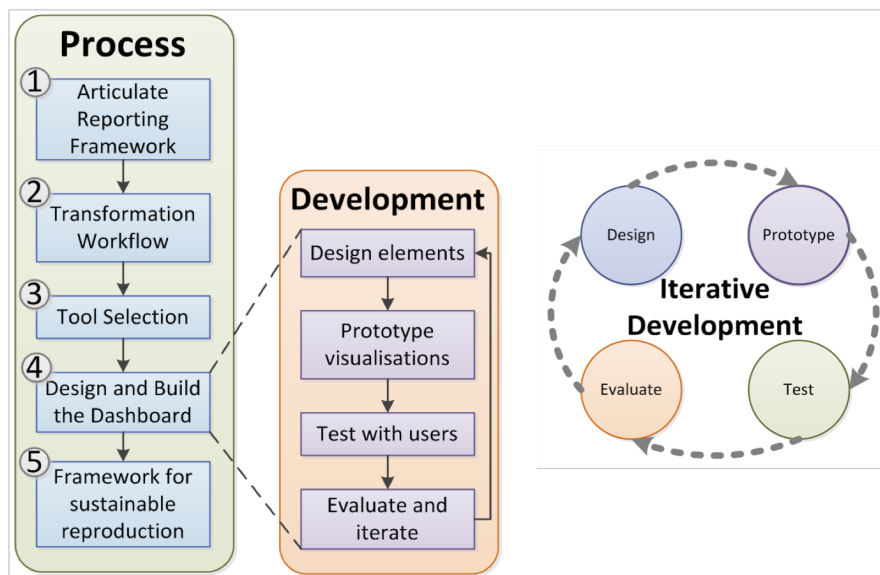 Process
1
Articulate
Reporting
Framework
2
Transformation
Workflow
3
Tool Selection
4
Design and Build
the Dashboard
5
Framework for
sustainable
reproduction
Development
Design elements
Prototype
visualisations
Test with users
Evaluate and
iterate
Design
Prototype
Iterative
Development
Evaluate
Test